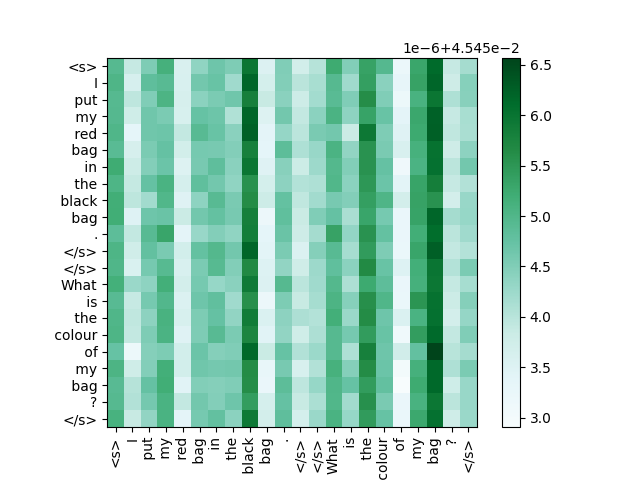 1e-6+4.545e-2
<s>
I
put
my
red
bag
in
the
black
bag
.
</s>
</s>
What
is
the
colour
of
my
bag
?
</s>
<s>
I
put
my
red
bag
in
the
black
bag
.
</s>
</s>
What
is
the
colour
of
my
bag
?
</s>
6.5
6.0
5.5
5.0
4.5
4.0
3.5
3.0